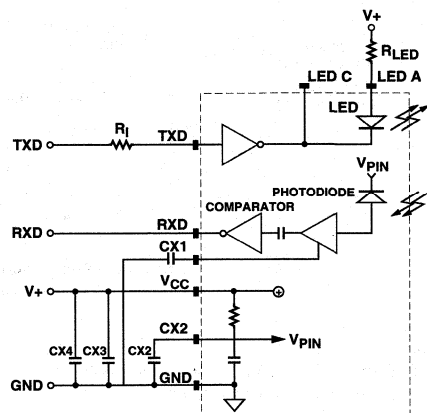 V+
RLED
LED C
LED A
LED
TXD
RI
TXD
VPIN
PHOTODIODE
COMPARATOR
RXD
RXD
CX1
V+
VCC
CX2
VPIN
CX4
CX3
CX2
GND
GND